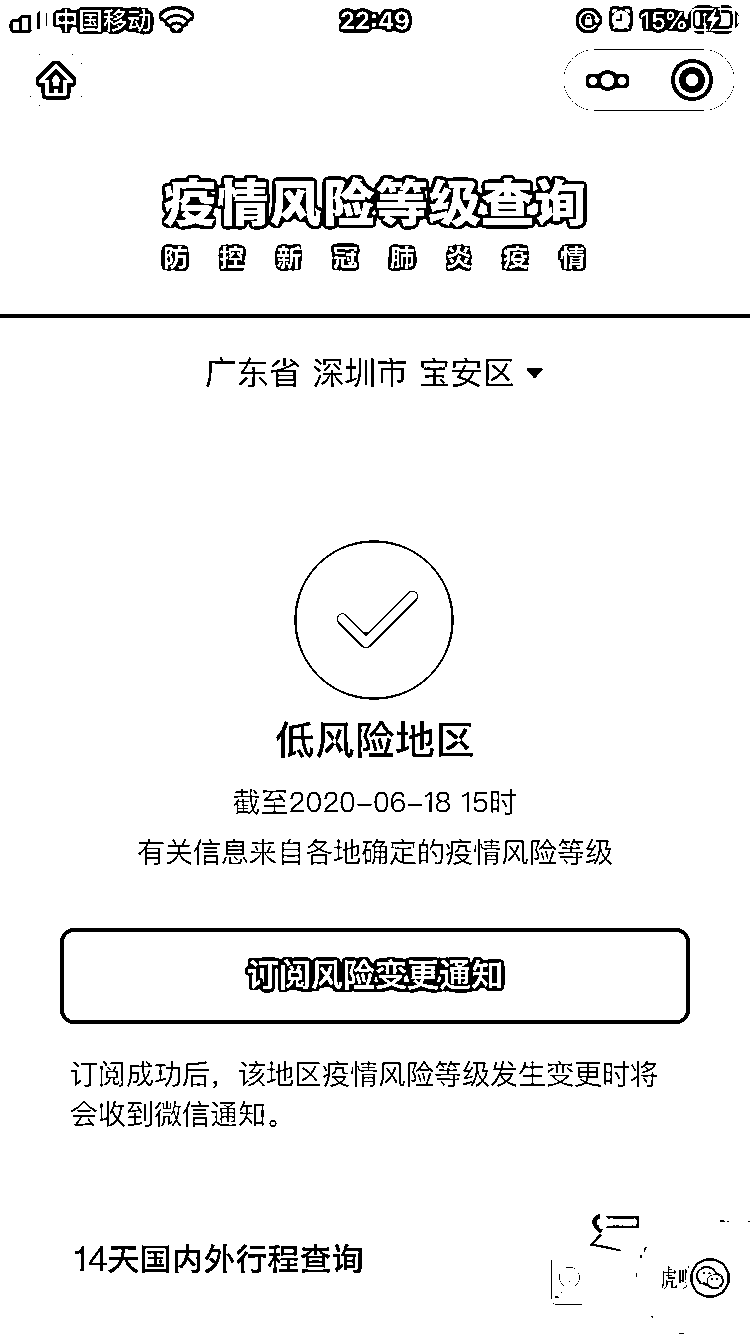 中国移动 22:49 15%
疫情风险等级查询
防控新冠肺炎疫情
广东省 深圳市 宝安区
低风险地区
截至2020-06-18 15时
有关信息来自各地确定的疫情风险等级
订阅风险变更通知
订阅成功后，该地区疫情风险等级发生变更时将
会收到微信通知。
14天国内外行程查询